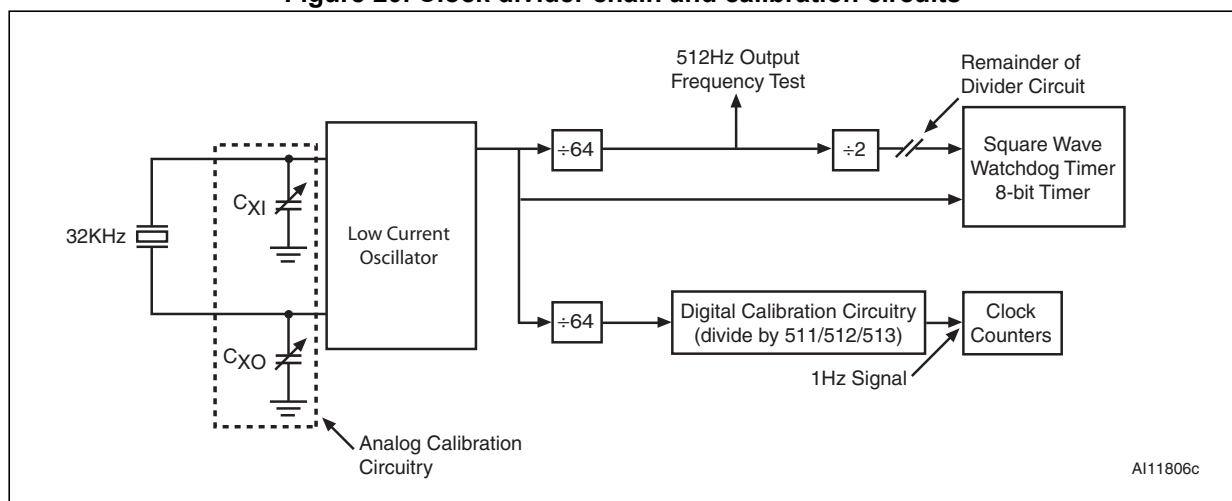 Figure 20. Clock divider chain and calibration circuits
512Hz Output
Frequency Test
Remainder of
Divider Circuit
÷64
÷2
Square Wave
Watchdog Timer
8-bit Timer
CXI
32KHz
Low Current
Oscillator
÷64
Digital Calibration Circuitry
(divide by 511/512/513)
Clock
Counters
CXO
1Hz Signal
Analog Calibration
Circuitry
AI11806c